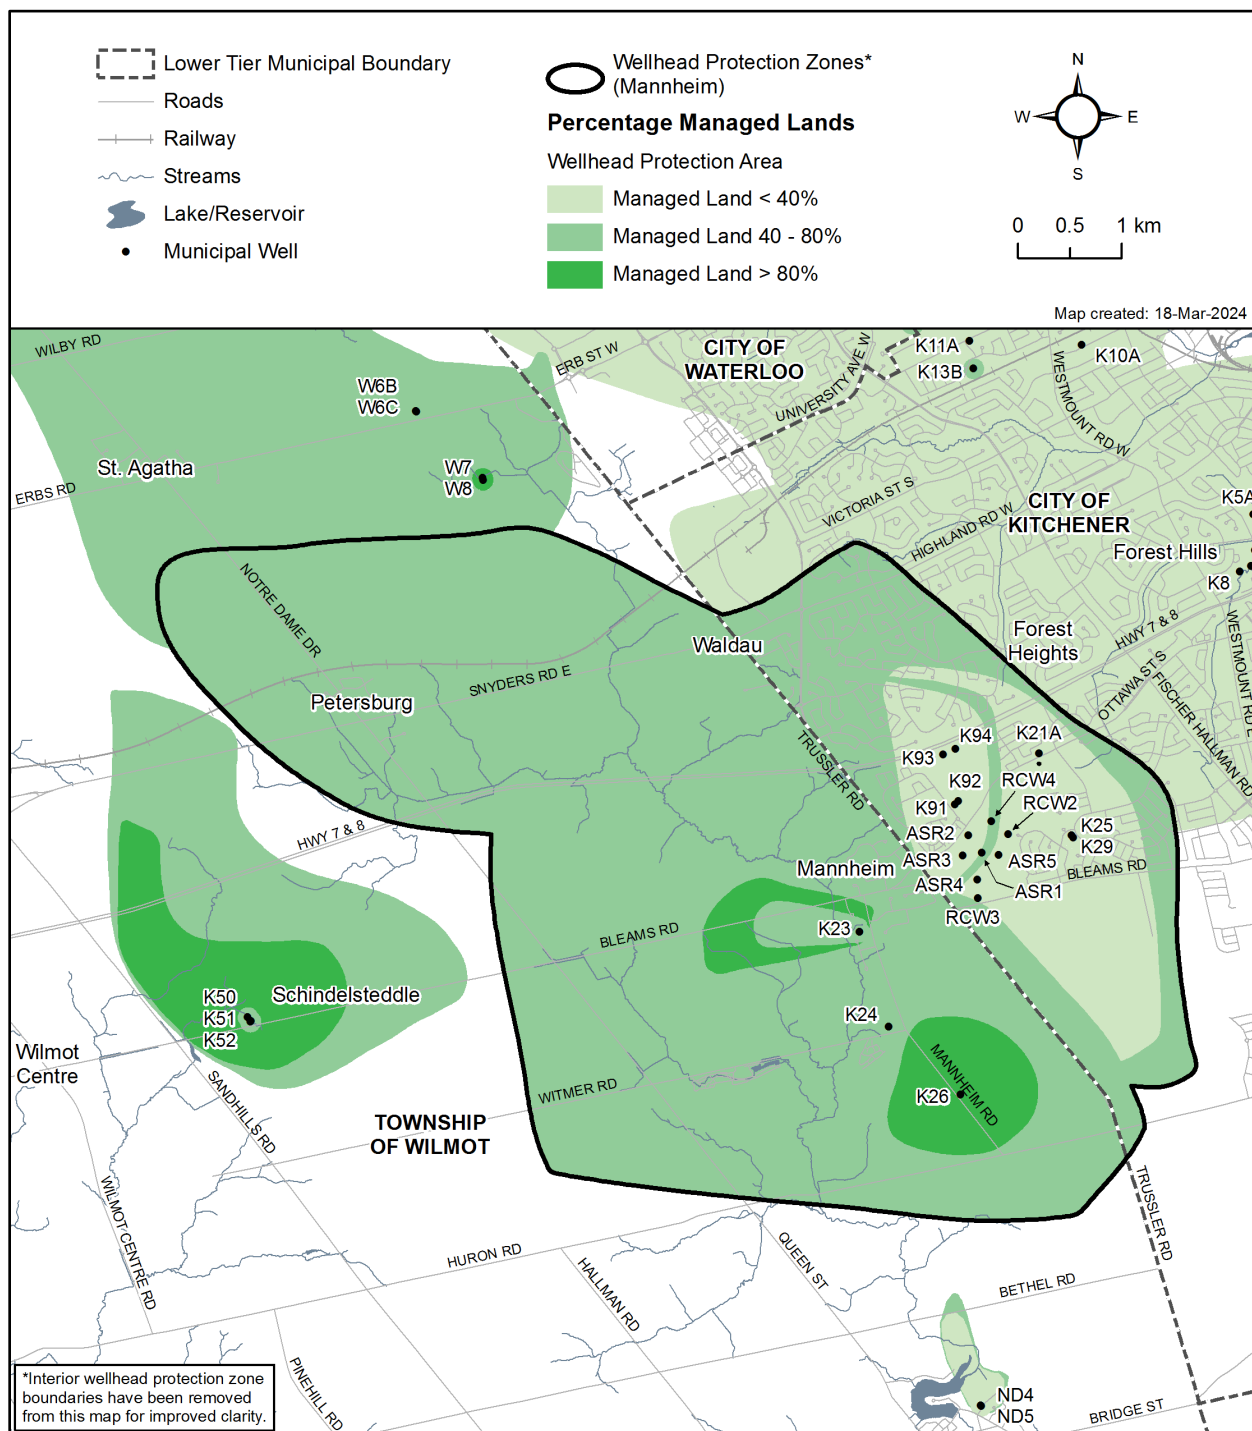 Lower Tier Municipal Boundary
Roads
Railway
Streams
Lake/Reservoir
Municipal Well
Wellhead Protection Zones*
(Mannheim)
Percentage Managed Lands
Wellhead Protection Area
Managed Land < 40%
Managed Land 40 - 80%
Managed Land > 80%
N
W
E
S
0 0.5 1 km
Map created: 18-Mar-2024
WILBY RD
ERB ST W
CITY OF
WATERLOO
UNIVERSITY AVE W
K11A
K13B
K10A
WESTMOUNT RD W
W6B
W6C
St. Agatha
ERBS RD
W7
W8
VICTORIA ST S
HIGHLAND RD W
CITY OF
KITCHENER
K5A
Forest Hills
K8
NOTRE DAME DR
Waldau
Forest
Heights
HWY 7 & 8
WESTMOUNT RD E
OTTAWA ST S
FISCHER HALLMAN RD
SNYDERS RD E
Petersburg
TRUSSLER RD
K94
K93
K21A
K92
RCW4
K91
RCW2
ASR2
K25
K29
ASR3
ASR5
BLEAMS RD
ASR4
ASR1
RCW3
Mannheim
HWY 7 & 8
K23
BLEAMS RD
Schindelsteddle
K50
K51
K52
K24
Wilmot
Centre
SANDHILLS RD
WITMER RD
MANNHEIM RD
K26
TOWNSHIP
OF WILMOT
WILMOT CENTRE RD
TRUSSLER RD
HURON RD
HALLMAN RD
QUEEN ST
BETHEL RD
PINEHILL RD
ND4
ND5
BRIDGE ST
*Interior wellhead protection zone
boundaries have been removed
from this map for improved clarity.